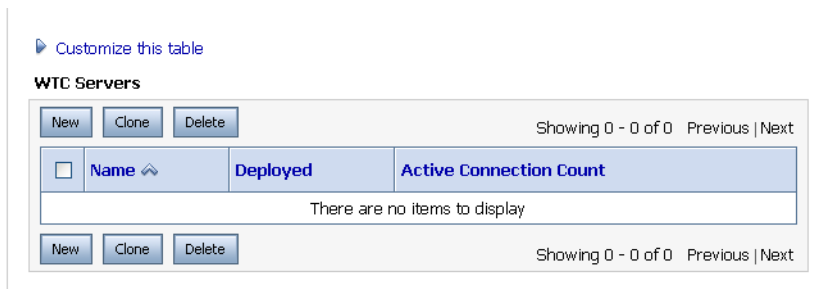 Customize this table
WTC Servers
New Clone Delete Showing 0 - 0 of 0 Previous | Next
Name Deployed Active Connection Count
There are no items to display
New Clone Delete Showing 0 - 0 of 0 Previous | Next